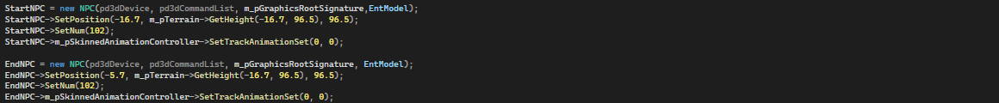 StartNPC = new NPC(pd3dDevice, pd3dCommandList, m_pGraphicsRootSignature,EntModel);
StartNPC->SetPosition(-16.7, m_pTerrain->GetHeight(-16.7, 96.5), 96.5);
StartNPC->SetNum(102);
StartNPC->m_pSkinnedAnimationController->SetTrackAnimationSet(0, 0);
EndNPC = new NPC(pd3dDevice, pd3dCommandList, m_pGraphicsRootSignature, EntModel);
EndNPC->SetPosition(-5.7, m_pTerrain->GetHeight(-16.7, 96.5), 96.5);
EndNPC->SetNum(102);
EndNPC->m_pSkinnedAnimationController->SetTrackAnimationSet(0, 0);